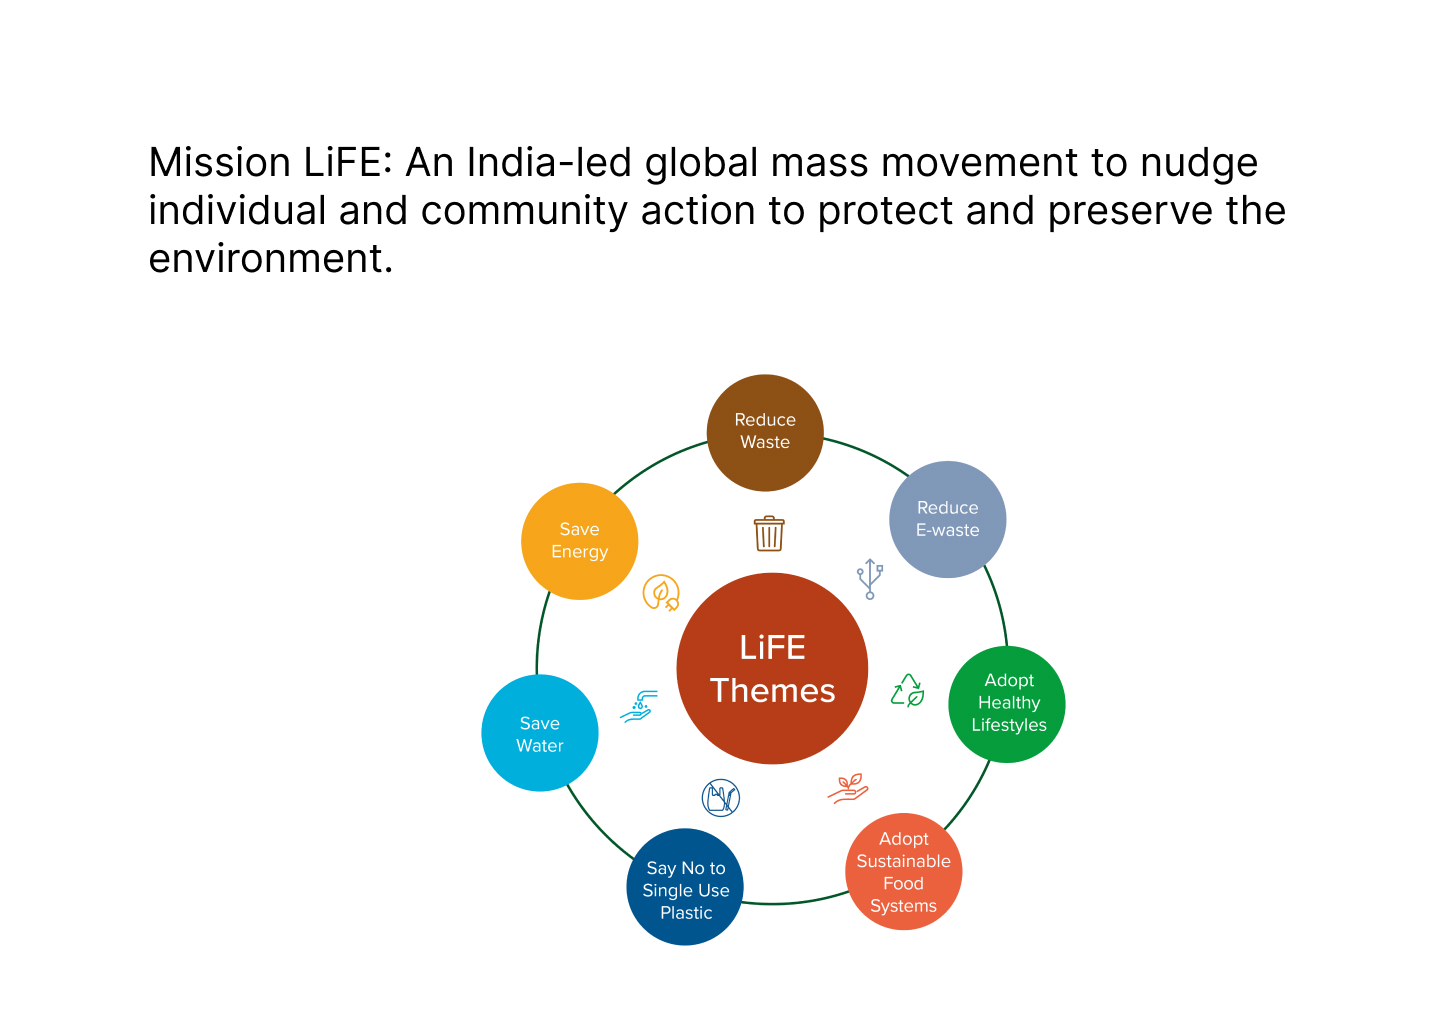 Mission LiFE: An India-led global mass movement to nudge
individual and community action to protect and preserve the
environment.
Reduce
Waste
Reduce
E-waste
Save
Energy
LiFE
Themes
Adopt
Healthy
Lifestyles
Save
Water
Adopt
Sustainable
Food
Systems
Say No to
Single Use
Plastic